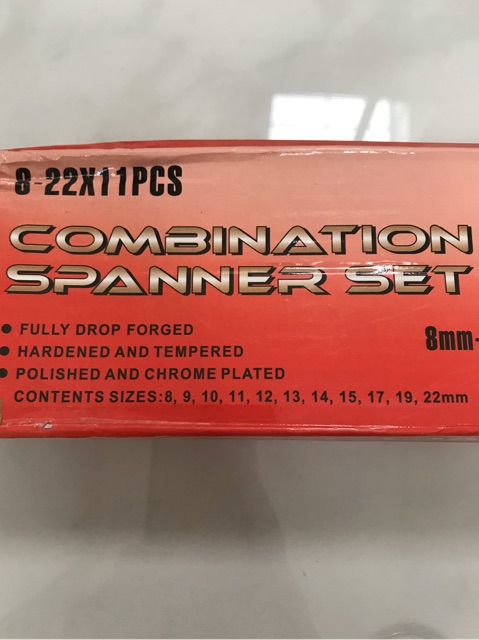 8-22X11PCS
COMBINATION
SPANNER SET
● FULLY DROP FORGED
8mm-
● HARDENED AND TEMPERED
● POLISHED AND CHROME PLATED
CONTENTS SIZES:8, 9, 10, 11, 12, 13, 14, 15, 17, 19, 22mm